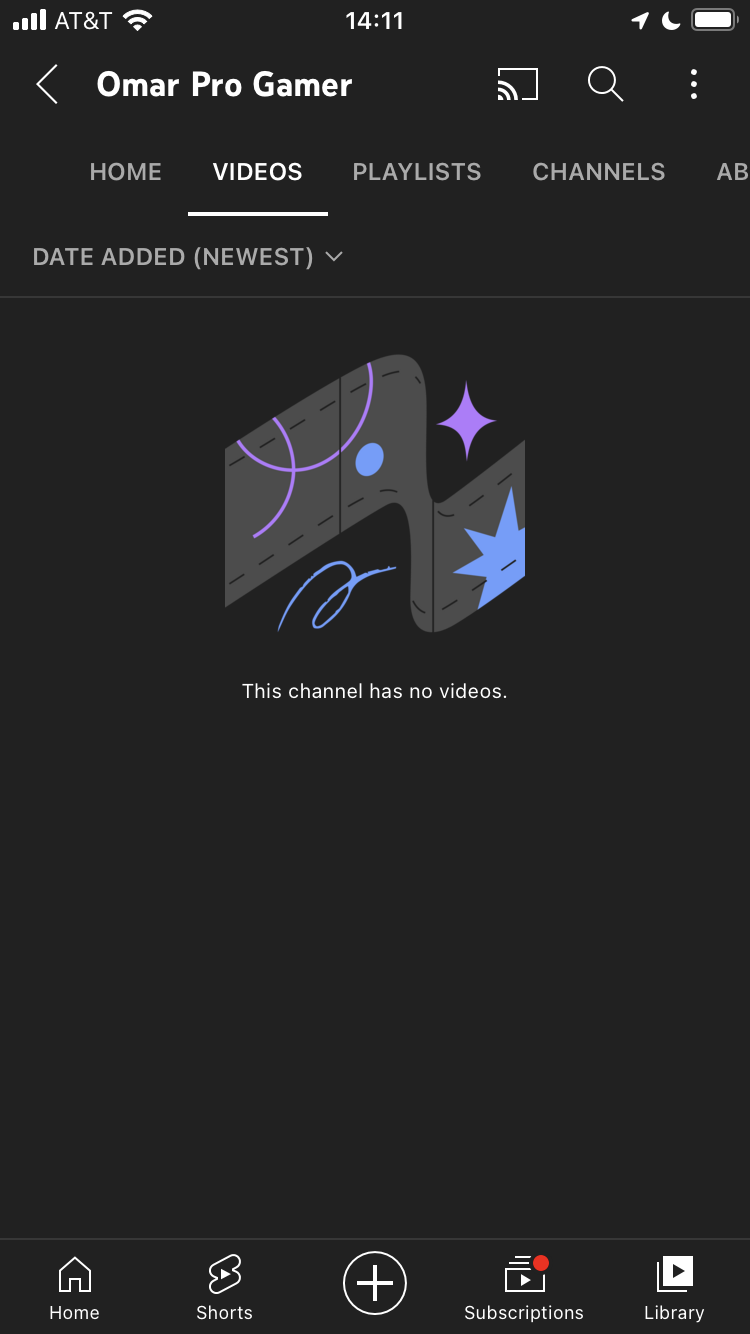 AT&T 14:11
Omar Pro Gamer
HOME VIDEOS PLAYLISTS CHANNELS AB
DATE ADDED (NEWEST)
This channel has no videos.
Home Shorts Subscriptions Library